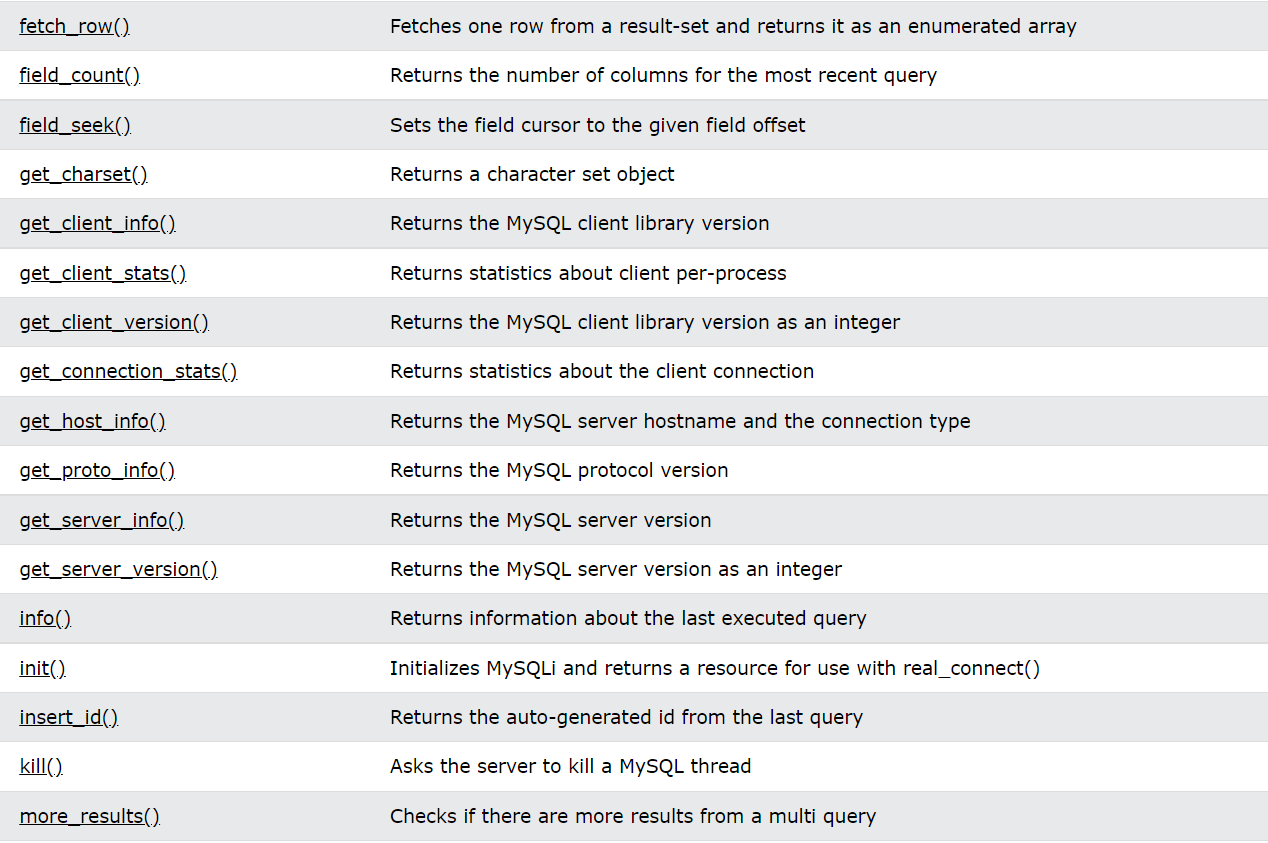 fetch_row() Fetches one row from a result-set and returns it as an enumerated array
field_count() Returns the number of columns for the most recent query
field_seek() Sets the field cursor to the given field offset
get_charset() Returns a character set object
get_client_info() Returns the MySQL client library version
get_client_stats() Returns statistics about client per-process
get_client_version() Returns the MySQL client library version as an integer
get_connection_stats() Returns statistics about the client connection
get_host_info() Returns the MySQL server hostname and the connection type
get_proto_info() Returns the MySQL protocol version
get_server_info() Returns the MySQL server version
get_server_version() Returns the MySQL server version as an integer
info() Returns information about the last executed query
init() Initializes MySQLi and returns a resource for use with real_connect()
insert_id() Returns the auto-generated id from the last query
kill() Asks the server to kill a MySQL thread
more_results() Checks if there are more results from a multi query